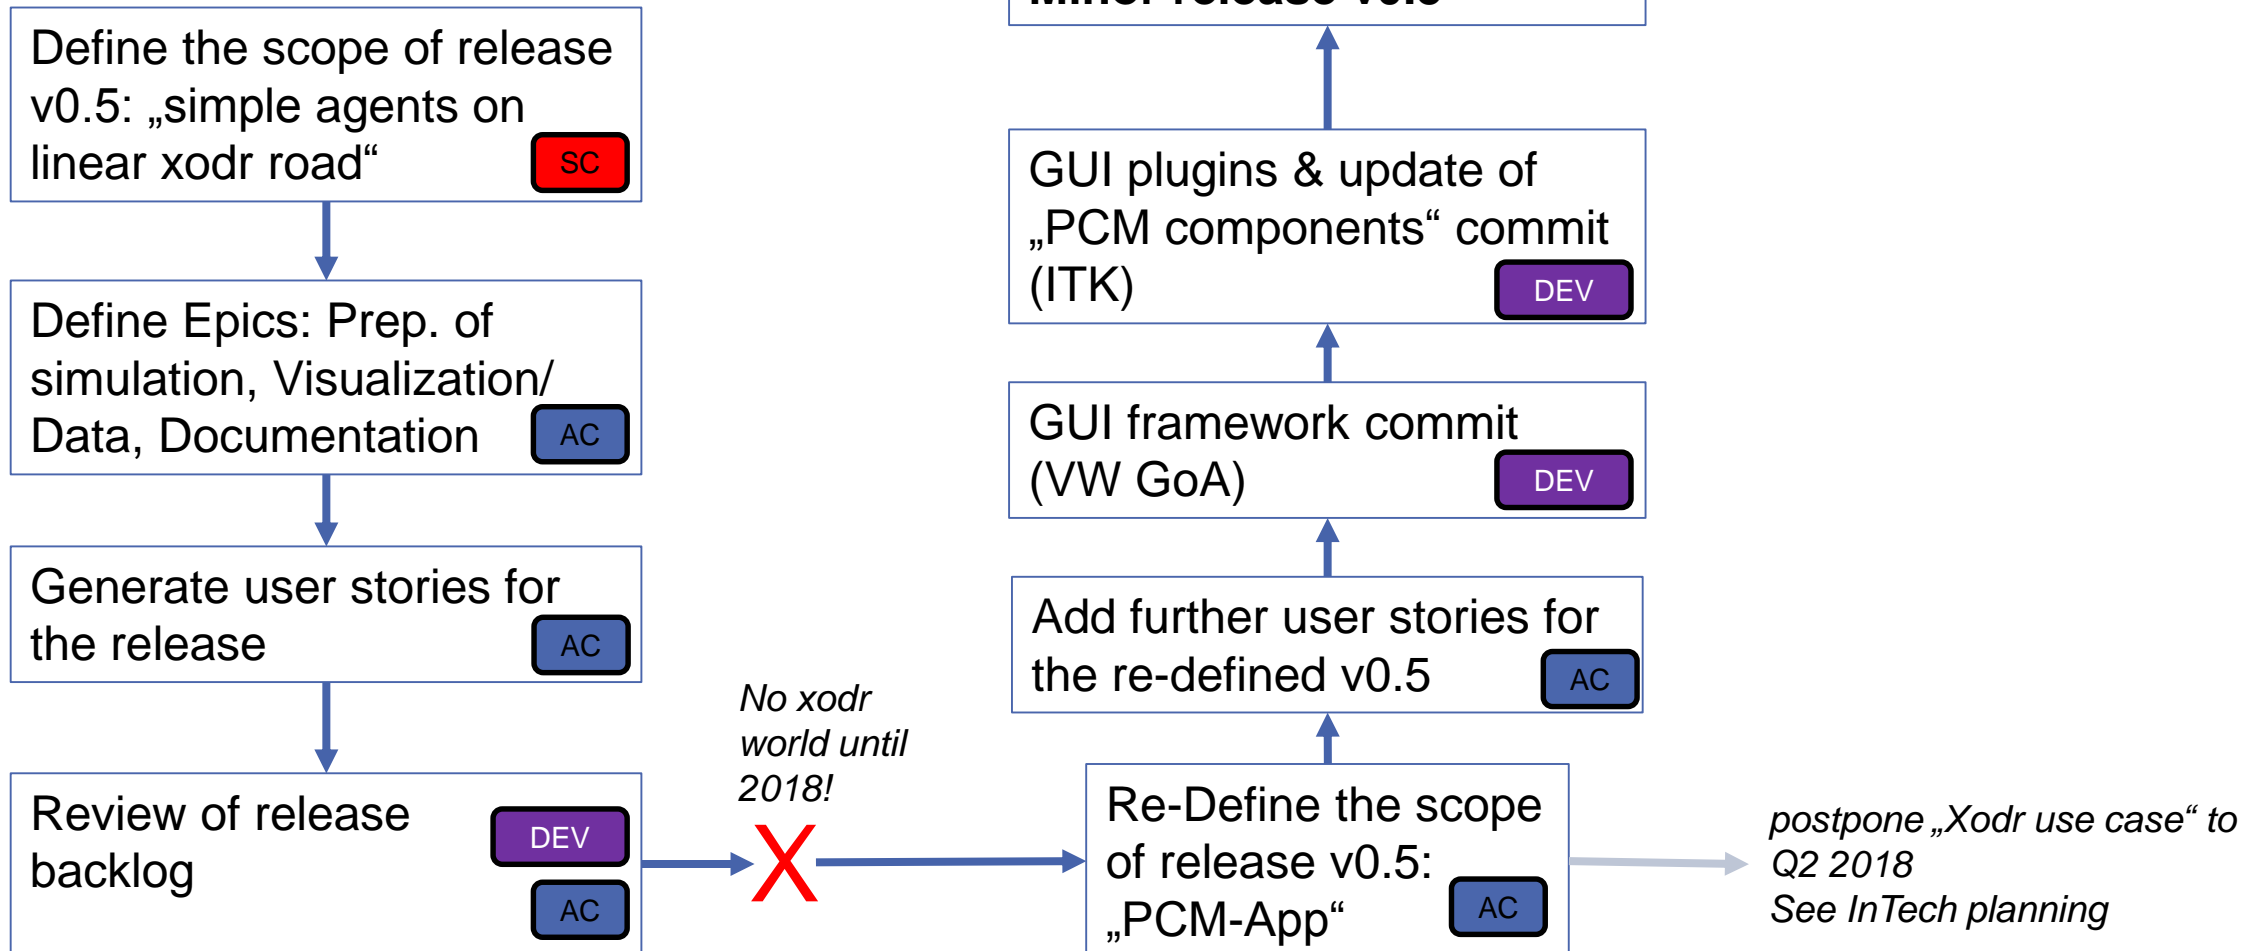 Define the scope of release
v0.5: „simple agents on
linear xodr road“
SC
Define Epics: Prep. of
simulation, Visualization/
Data, Documentation
AC
Generate user stories for
the release
AC
Review of release
backlog
DEV
AC
No xodr
world until
2018!
X
Re-Define the scope
of release v0.5:
„PCM-App“
AC
postpone „Xodr use case“ to
Q2 2018
See InTech planning
Add further user stories for
the re-defined v0.5
AC
GUI framework commit
(VW GoA)
DEV
GUI plugins & update of
„PCM components“ commit
(ITK)
DEV